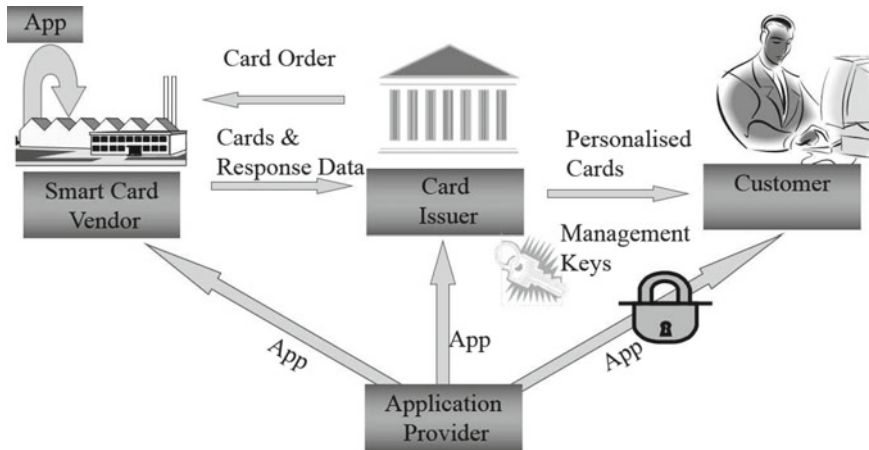 App
Card Order
Cards &
Response Data
Personalised
Cards
Smart Card
Vendor
Card
Issuer
Customer
Management
Keys
App
App
App
Application
Provider